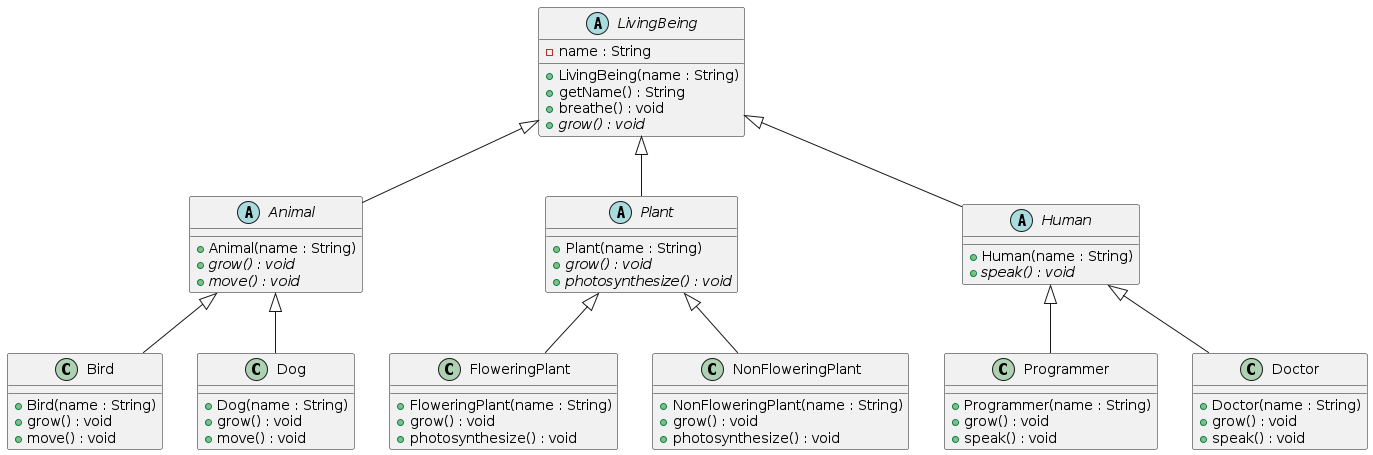 A LivingBeing
name : String
LivingBeing(name : String)
getName() : String
breathe() : void
grow() : void
A Animal
Animal(name : String)
grow() : void
move() : void
A Plant
Plant(name : String)
grow() : void
photosynthesize() : void
A Human
Human(name : String)
speak() : void
C Bird
Bird(name : String)
grow() : void
move() : void
C Dog
Dog(name : String)
grow() : void
move() : void
C FloweringPlant
FloweringPlant(name : String)
grow() : void
photosynthesize() : void
C NonFloweringPlant
NonFloweringPlant(name : String)
grow() : void
photosynthesize() : void
C Programmer
Programmer(name : String)
grow() : void
speak() : void
C Doctor
Doctor(name : String)
grow() : void
speak() : void